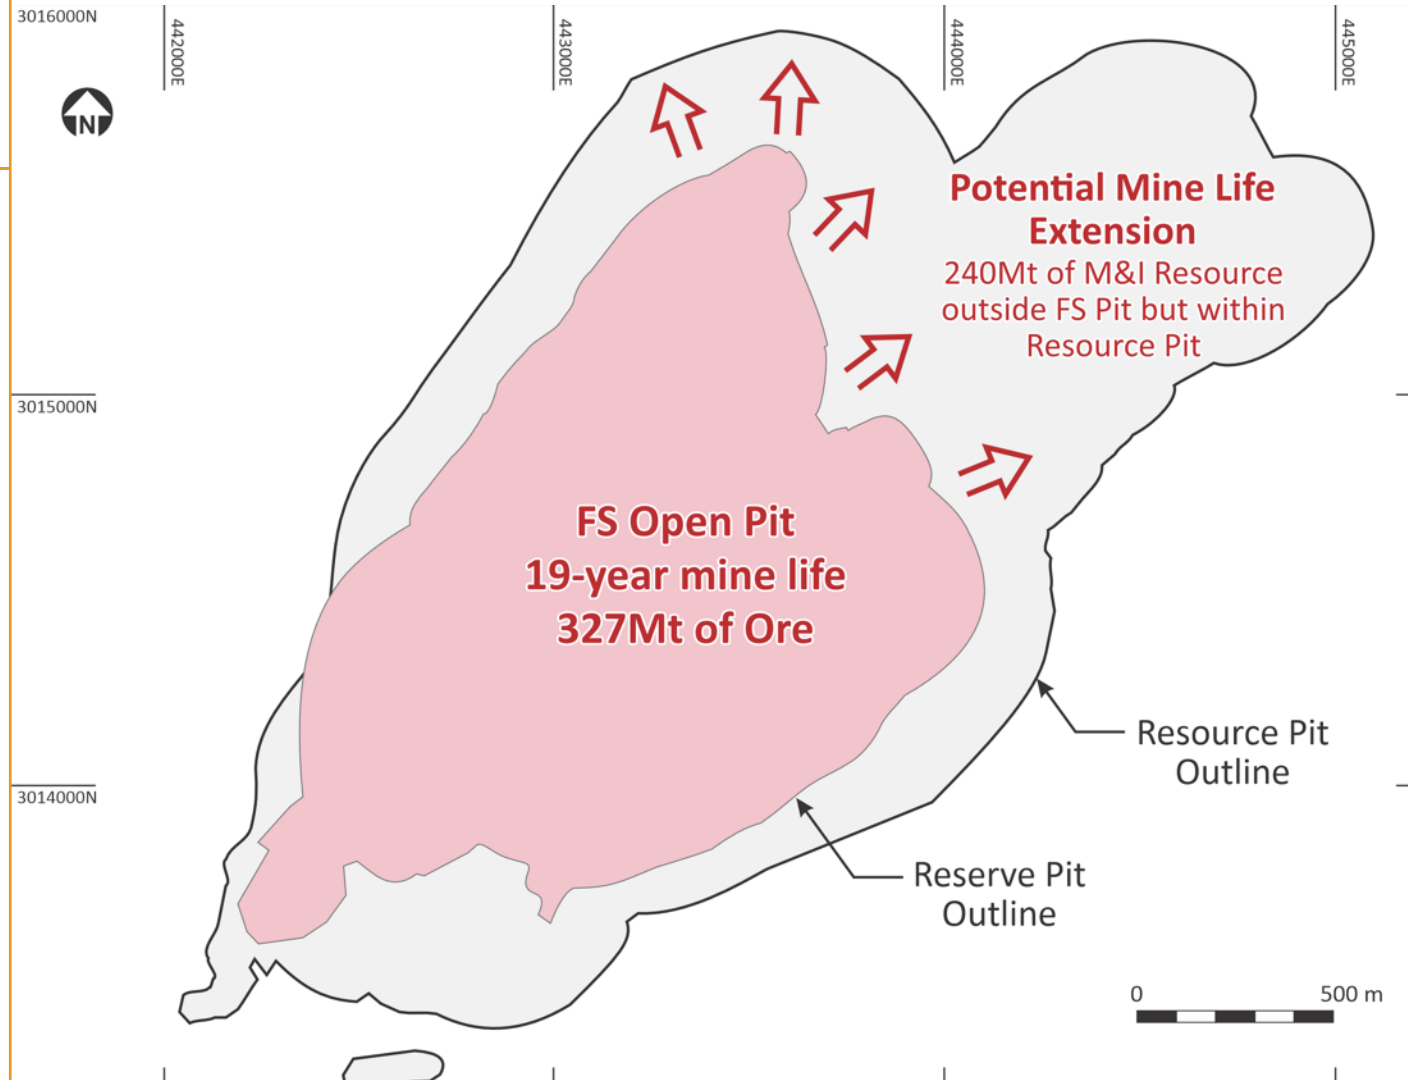 3016000N
442000E
443000E
444000E
445000E
N
Potential Mine Life
Extension
240Mt of M&I Resource
outside FS Pit but within
Resource Pit
3015000N
FS Open Pit
19-year mine life
327Mt of Ore
Resource Pit
Outline
3014000N
Reserve Pit
Outline
0 500 m